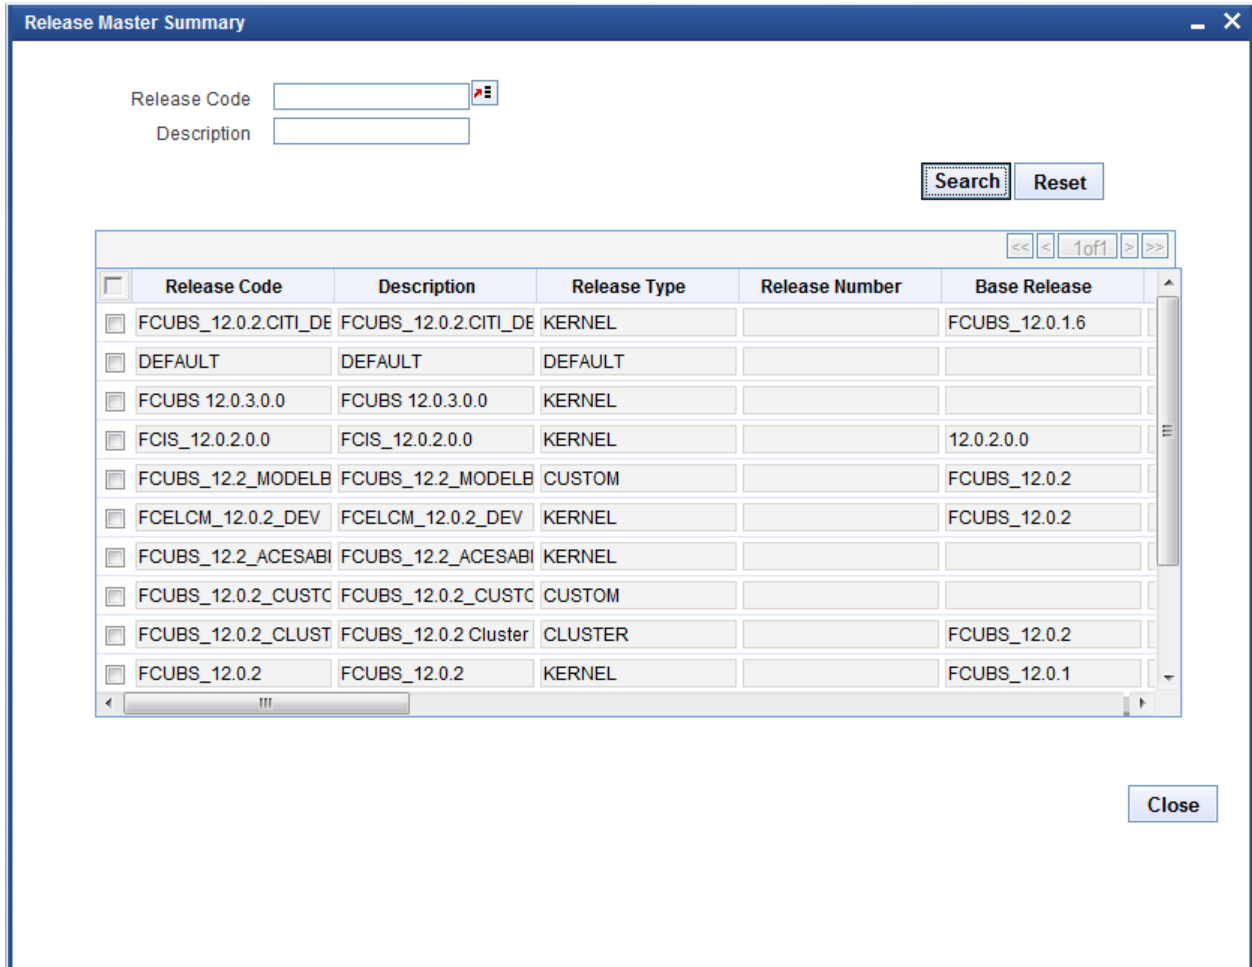 Release Master Summary
Release Code
Description
Search Reset
<< < 1of1 > >>
Release Code Description Release Type Release Number Base Release
FCUBS_12.0.2.CITI_DE FCUBS_12.0.2.CITI_DE KERNEL FCUBS_12.0.1.6
DEFAULT DEFAULT DEFAULT
FCUBS 12.0.3.0.0 FCUBS 12.0.3.0.0 KERNEL
FCIS_12.0.2.0.0 FCIS_12.0.2.0.0 KERNEL 12.0.2.0.0
FCUBS_12.2_MODELB FCUBS_12.2_MODELB CUSTOM FCUBS_12.0.2
FCELCM_12.0.2_DEV FCELCM_12.0.2_DEV KERNEL FCUBS_12.0.2
FCUBS_12.2_ACESABI FCUBS_12.2_ACESABI KERNEL
FCUBS_12.0.2_CUSTO FCUBS_12.0.2_CUSTO CUSTOM
FCUBS_12.0.2_CLUST FCUBS_12.0.2 Cluster CLUSTER FCUBS_12.0.2
FCUBS_12.0.2 FCUBS_12.0.2 KERNEL FCUBS_12.0.1
Close